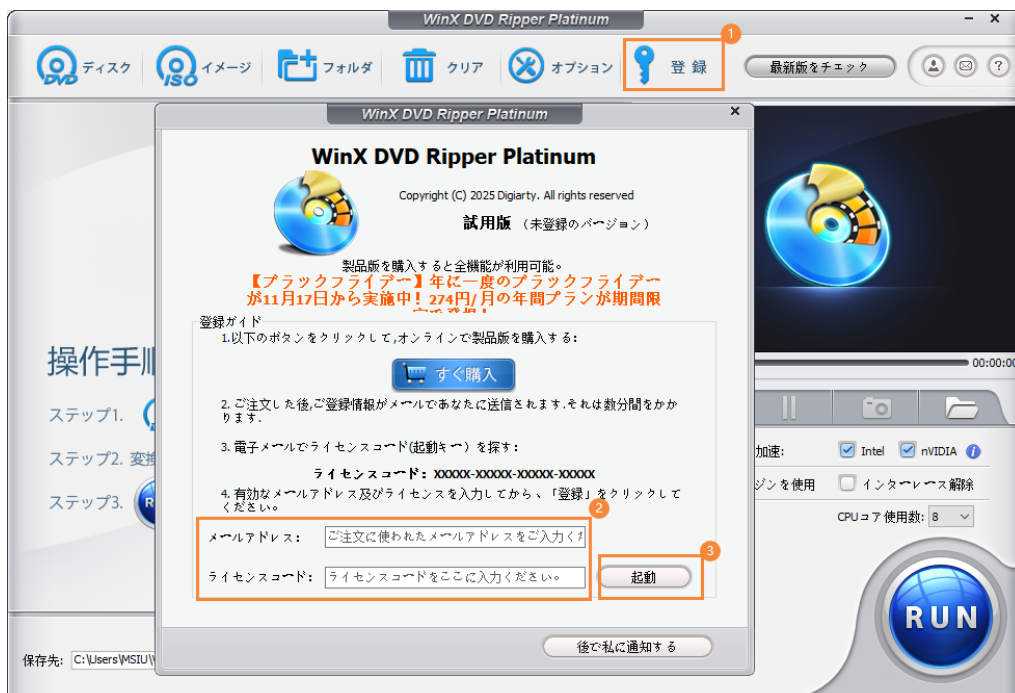 WinX DVD Ripper Platinum
ディスク
イメージ
フォルダ
クリア
オプション
登録
1
最新版をチェック
WinX DVD Ripper Platinum
WinX DVD Ripper Platinum
Copyright (C) 2025 Digiarty. All rights reserved
試用版 (未登録のバージョン)
製品版を購入すると全機能が利用可能。
【ブラックフライデー】年に一度のブラックフライデー
が11月17日から実施中! 274円/月の年間プランが期間限
登録ガイド
1.以下のボタンをクリックして,オンラインで製品版を購入する:
すぐ購入
2. ご注文した後,ご登録情報がメールであなたに送信されます.それは数分間をかか
ります.
3. 電子メールでライセンスコード(起動キー) を探す:
ライセンスコード: XXXXX-XXXXX-XXXXX-XXXXX
4. 有効なメールアドレス及びライセンスを入力してから、「登録」をクリックして
ください。
2
メールアドレス: ご注文に使われたメールアドレスをご入力くだ
ライセンスコード: ライセンスコードをここに入力ください。
3
起動
後で私に通知する
操作手順
ステップ1.
ステップ2. 変換
ステップ3.
00:00:00
加速: Intel nVIDIA
ジンを使用 インターレース解除
CPUコア使用数: 8
RUN
保存先: C:\Users\MSIU\